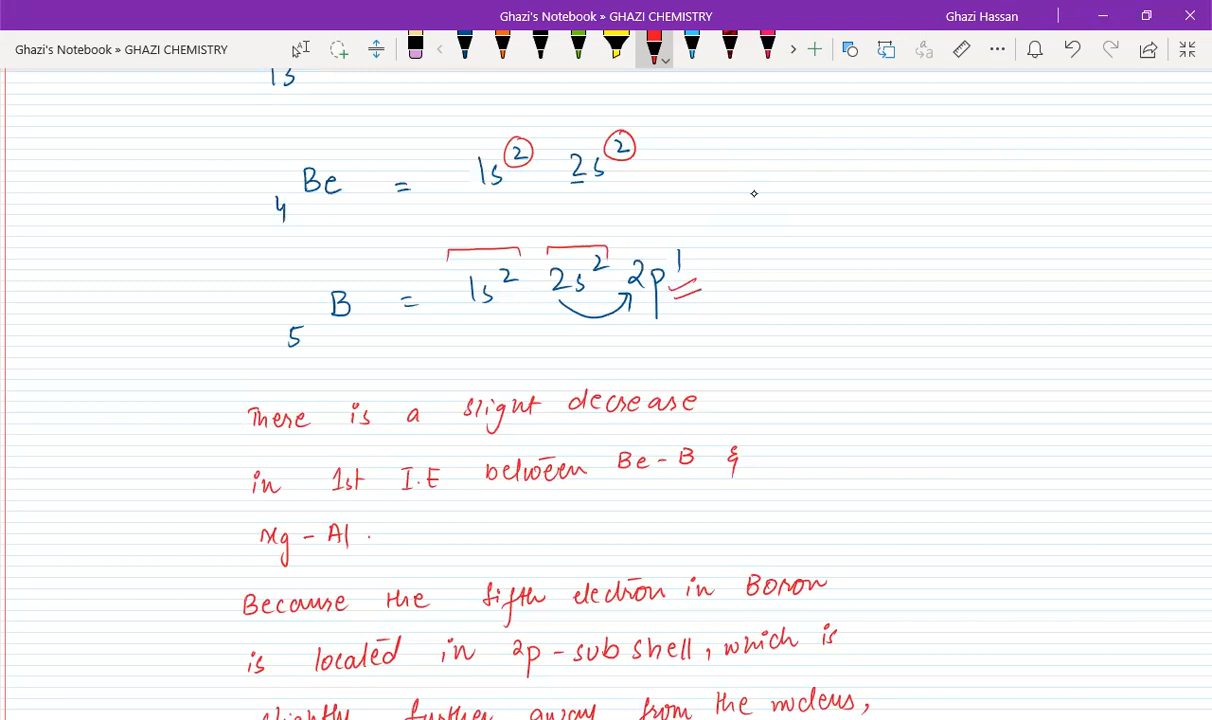 Ghazi's Notebook » GHAZI CHEMISTRY
Ghazi Hassan
Ghazi's Notebook » GHAZI CHEMISTRY
1s
₄Be = 1s² 2s²
₅B = 1s² 2s² 2p¹
There is a slight decrease
in 1st I.E between Be - B &
Mg - Al .
Because the fifth electron in Boron
is located in 2p - sub shell, which is
slightly further away from the nucleus,